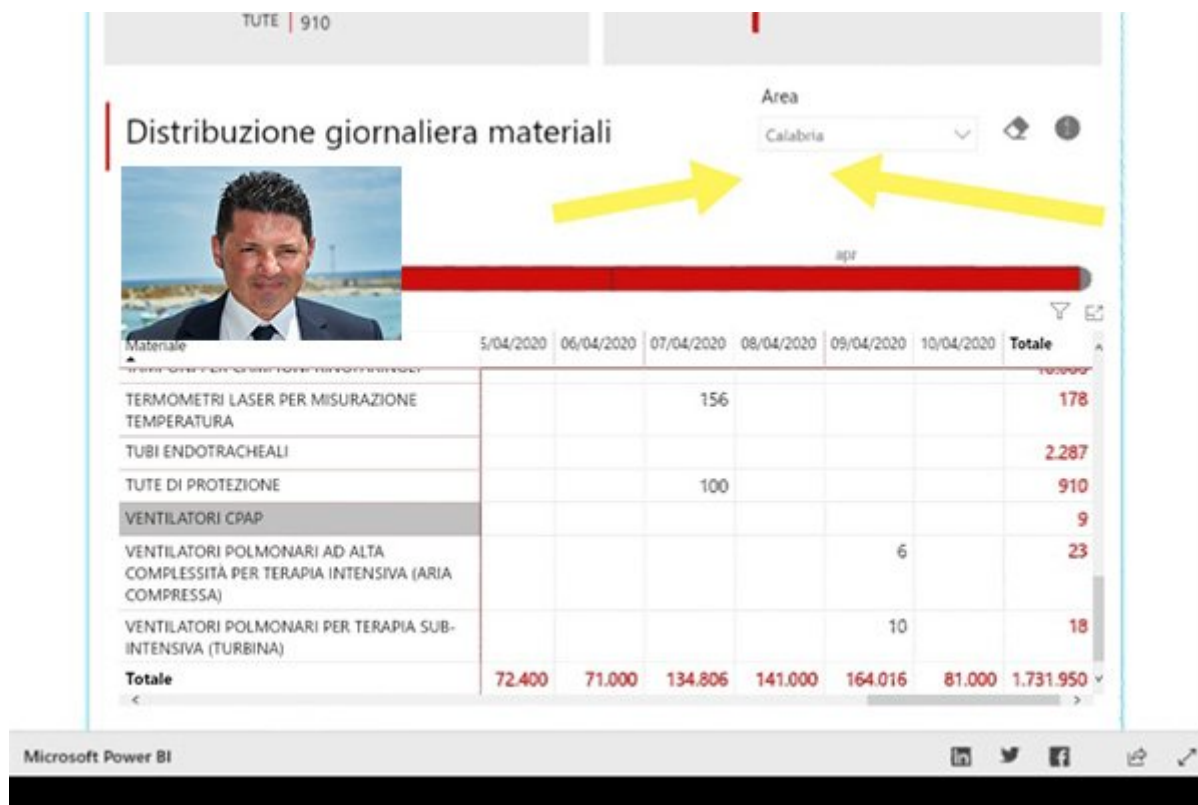 TUTE 910
Area
Distribuzione giornaliera materiali
Calabria
1
apr
Materiale 5/04/2020 06/04/2020 07/04/2020 08/04/2020 09/04/2020 10/04/2020 Totale
TERMOMETRI LASER PER MISURAZIONE 156 178
TEMPERATURA
TUBI ENDOTRACHEALI 2.287
TUTE DI PROTEZIONE 100 910
VENTILATORI CPAP 9
VENTILATORI POLMONARI AD ALTA 6 23
COMPLESSITÀ PER TERAPIA INTENSIVA (ARIA
COMPRESSA)
VENTILATORI POLMONARI PER TERAPIA SUB- 10 18
INTENSIVA (TURBINA)
Totale 72.400 71.000 134.806 141.000 164.016 81.000 1.731.950
Microsoft Power BI